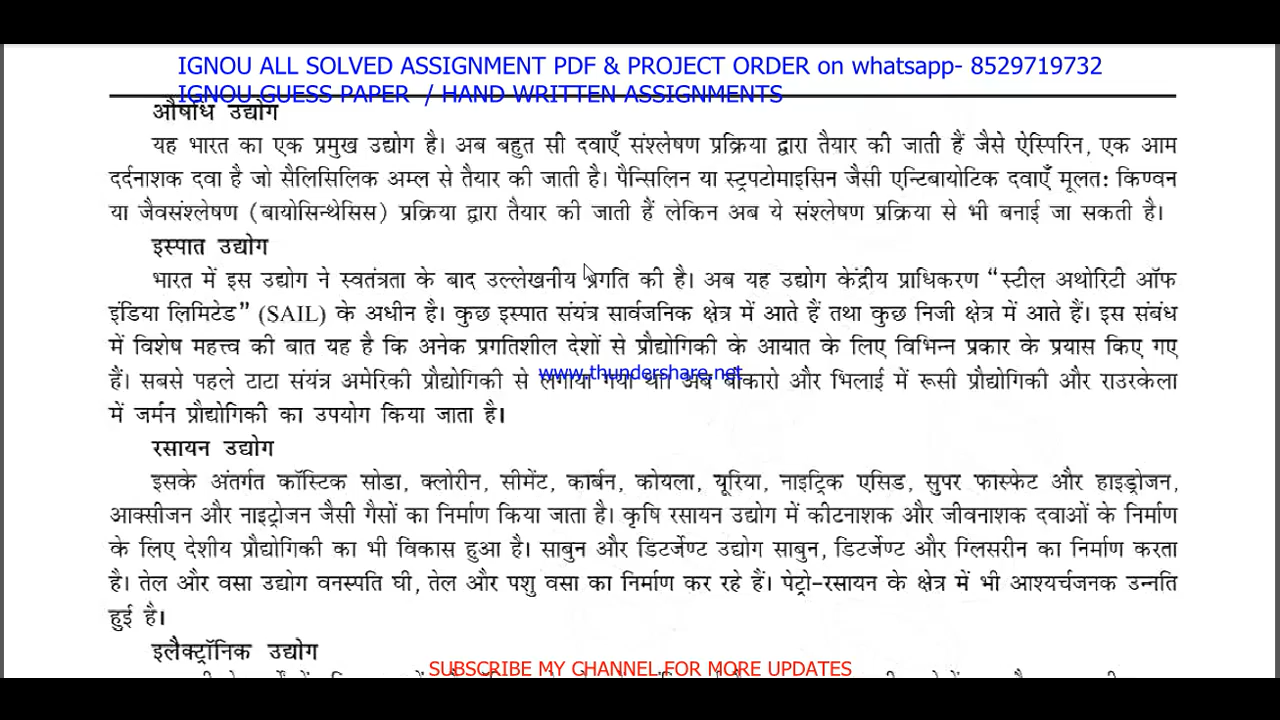 IGNOU ALL SOLVED ASSIGNMENT PDF & PROJECT ORDER on whatsapp- 8529719732
IGNOU GUESS PAPER / HAND WRITTEN ASSIGNMENTS
औषधि उद्योग
यह भारत का एक प्रमुख उद्योग है। अब बहुत सी दवाएँ संश्लेषण प्रक्रिया द्वारा तैयार की जाती हैं जैसे ऐस्पिरिन, एक आम
दर्दनाशक दवा है जो सैलिसिलिक अम्ल से तैयार की जाती है। पैन्सिलिन या स्ट्रपटोमाइसिन जैसी एन्टिबायोटिक दवाएँ मूलतः किण्वन
या जैवसंश्लेषण (बायोसिन्थेसिस) प्रक्रिया द्वारा तैयार की जाती हैं लेकिन अब ये संश्लेषण प्रक्रिया से भी बनाई जा सकती है।
इस्पात उद्योग
भारत में इस उद्योग ने स्वतंत्रता के बाद उल्लेखनीय प्रगति की है। अब यह उद्योग केंद्रीय प्राधिकरण “स्टील अथोरिटी ऑफ
इंडिया लिमिटेड” (SAIL) के अधीन है। कुछ इस्पात संयंत्र सार्वजनिक क्षेत्र में आते हैं तथा कुछ निजी क्षेत्र में आते हैं। इस संबंध
में विशेष महत्त्व की बात यह है कि अनेक प्रगतिशील देशों से प्रौद्योगिकी के आयात के लिए विभिन्न प्रकार के प्रयास किए गए
www.thundershare.net
हैं। सबसे पहले टाटा संयंत्र अमेरिकी प्रौद्योगिकी से लगाया गया था। अब बोकारो और भिलाई में रूसी प्रौद्योगिकी और राउरकेला
में जर्मन प्रौद्योगिकी का उपयोग किया जाता है।
रसायन उद्योग
इसके अंतर्गत कॉस्टिक सोडा, क्लोरीन, सीमेंट, कार्बन, कोयला, यूरिया, नाइट्रिक एसिड, सुपर फास्फेट और हाइड्रोजन,
आक्सीजन और नाइट्रोजन जैसी गैसों का निर्माण किया जाता है। कृषि रसायन उद्योग में कीटनाशक और जीवनाशक दवाओं के निर्माण
के लिए देशीय प्रौद्योगिकी का भी विकास हुआ है। साबुन और डिटर्जेण्ट उद्योग साबुन, डिटर्जेण्ट और ग्लिसरीन का निर्माण करता
है। तेल और वसा उद्योग वनस्पति घी, तेल और पशु वसा का निर्माण कर रहे हैं। पेट्रो-रसायन के क्षेत्र में भी आश्यर्चजनक उन्नति
हुई है।
इलैक्ट्रॉनिक उद्योग
SUBSCRIBE MY CHANNEL FOR MORE UPDATES